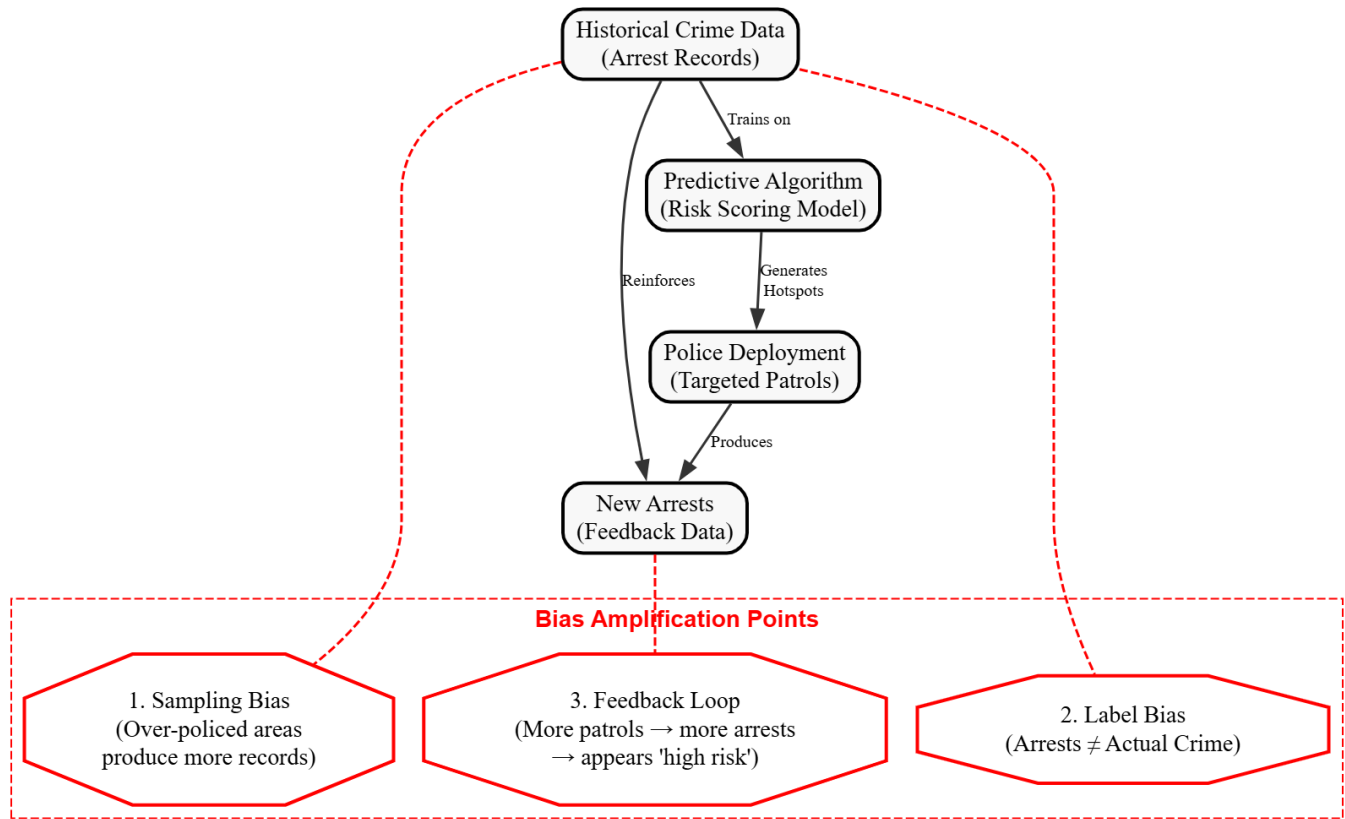 Historical Crime Data
(Arrest Records)
Trains on
Predictive Algorithm
(Risk Scoring Model)
Reinforces
Generates
Hotspots
Police Deployment
(Targeted Patrols)
Produces
New Arrests
(Feedback Data)
Bias Amplification Points
1. Sampling Bias
(Over-policed areas
produce more records)
3. Feedback Loop
(More patrols → more arrests
→ appears 'high risk')
2. Label Bias
(Arrests ≠ Actual Crime)